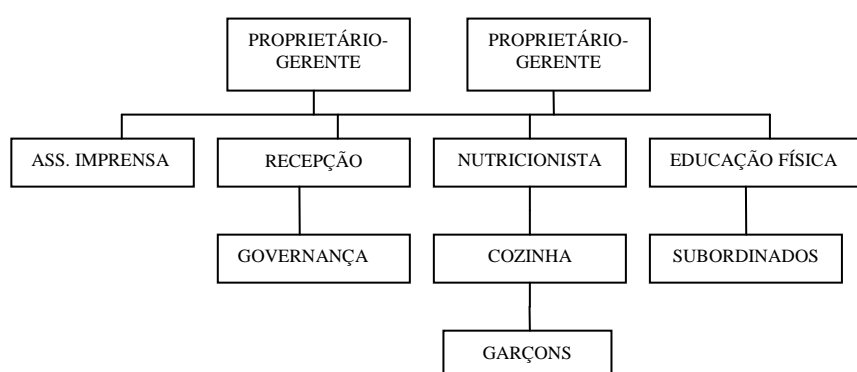 PROPRIETÁRIO-
GERENTE
PROPRIETÁRIO-
GERENTE
ASS. IMPRENSA
RECEPÇÃO
NUTRICIONISTA
EDUCAÇÃO FÍSICA
GOVERNANÇA
COZINHA
SUBORDINADOS
GARÇONS